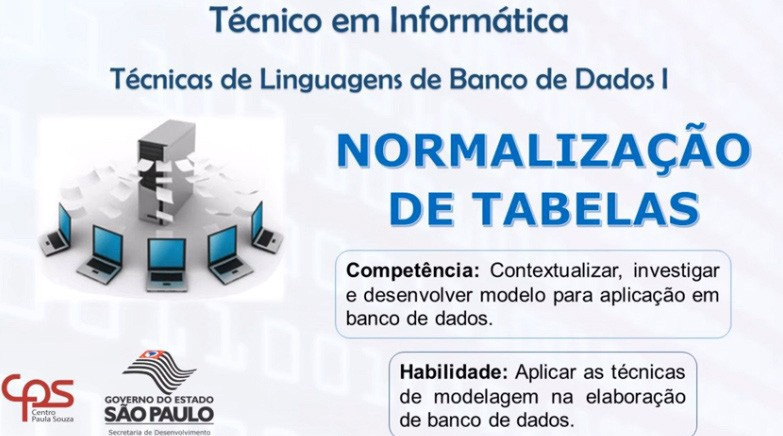 Técnico em Informática
Técnicas de Linguagens de Banco de Dados I
NORMALIZAÇÃO
DE TABELAS
Competência: Contextualizar, investigar
e desenvolver modelo para aplicação em
banco de dados.
Habilidade: Aplicar as técnicas
de modelagem na elaboração
de banco de dados.
cps
Centro
Paula Souza
GOVERNO DO ESTADO
SÃO PAULO
Secretaria de Desenvolvimento